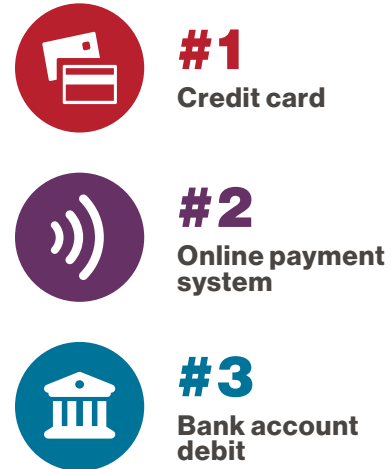 #1
Credit card
#2
Online payment
system
#3
Bank account
debit